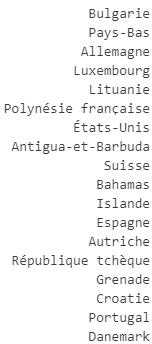 Bulgarie
Pays-Bas
Allemagne
Luxembourg
Lituanie
Polynésie française
États-Unis
Antigua-et-Barbuda
Suisse
Bahamas
Islande
Espagne
Autriche
République tchèque
Grenade
Croatie
Portugal
Danemark